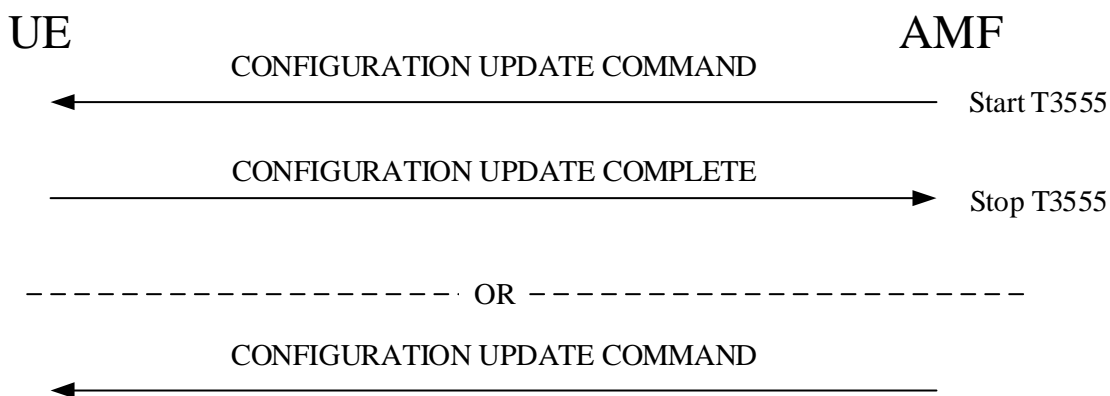 UE AMF
CONFIGURATION UPDATE COMMAND
Start T3555
CONFIGURATION UPDATE COMPLETE
Stop T3555
OR
CONFIGURATION UPDATE COMMAND